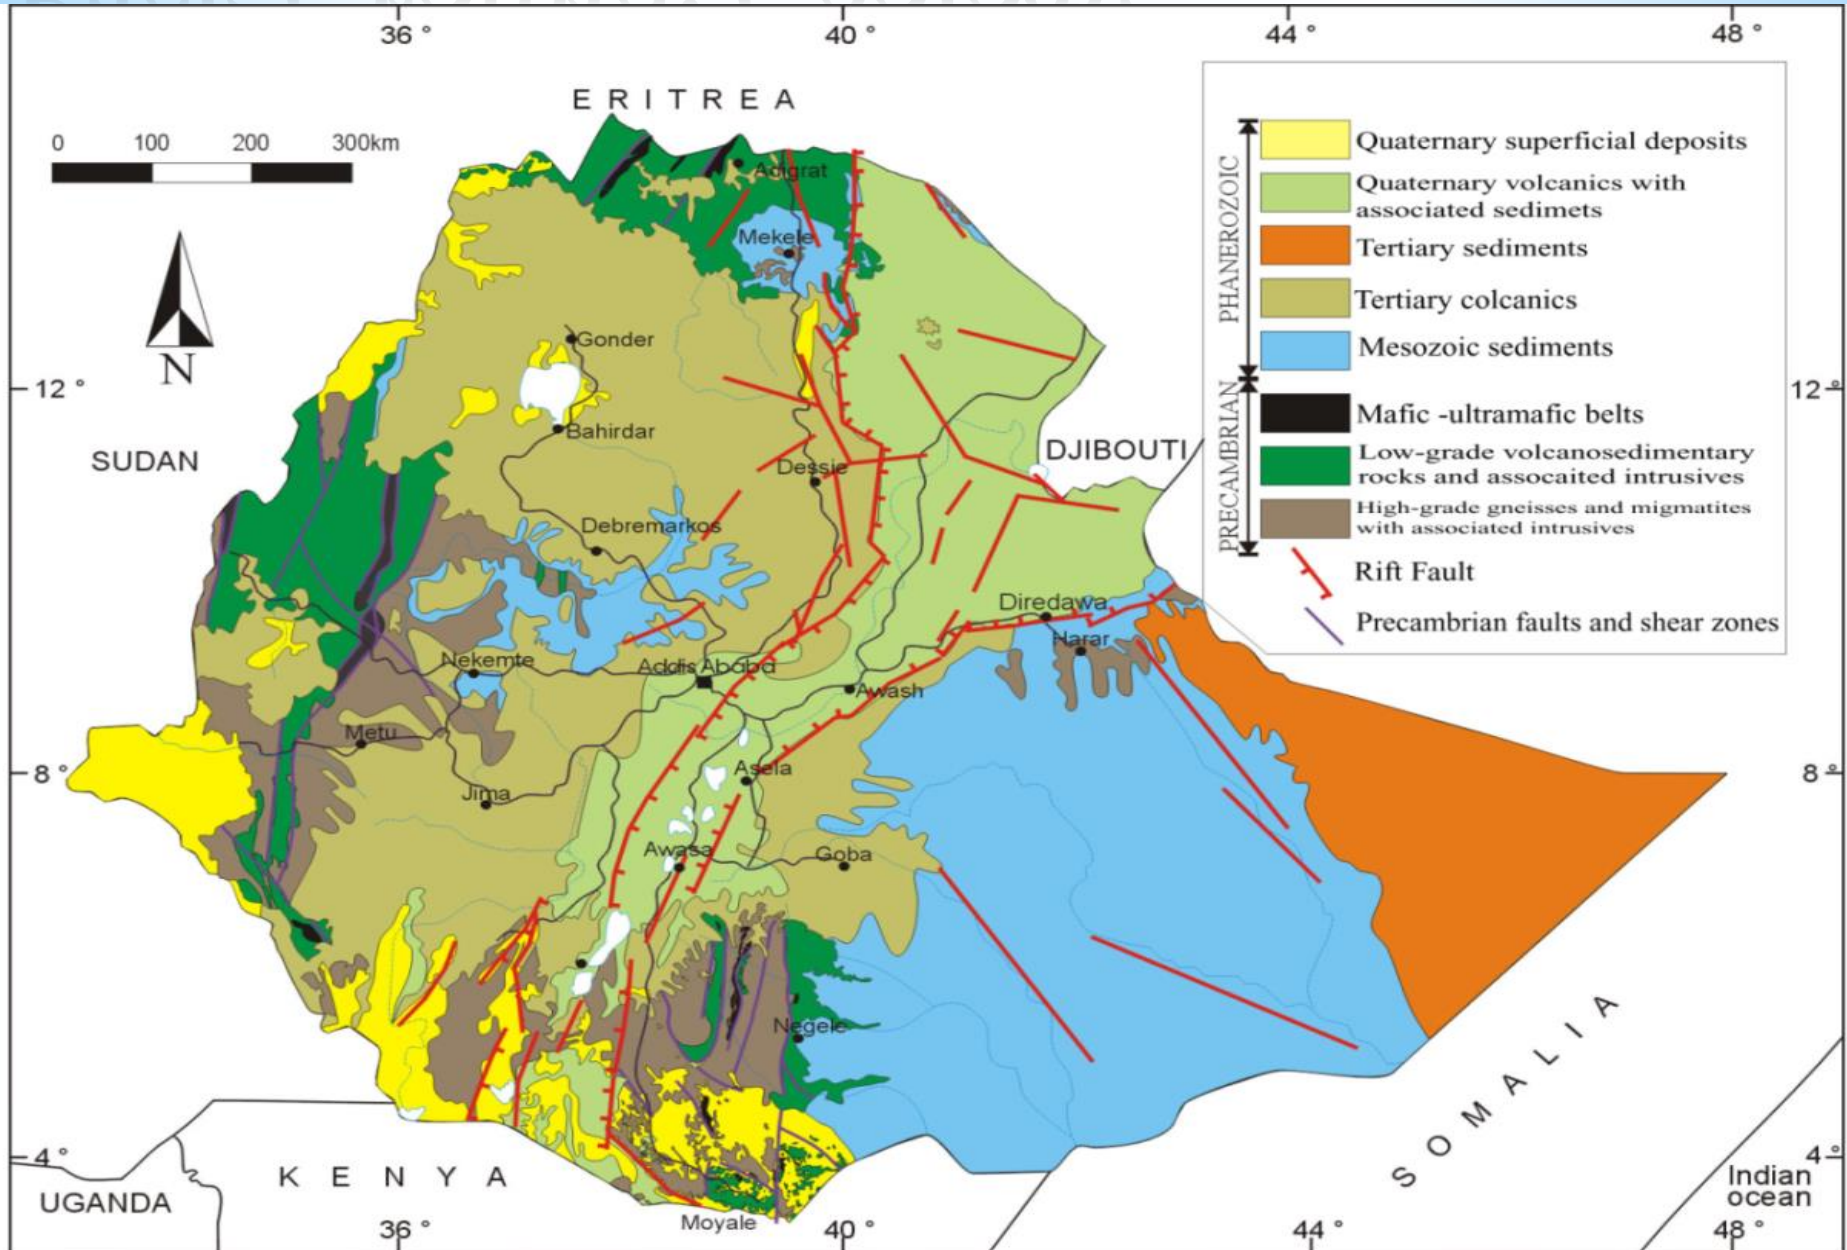 36 °
40 °
44 °
48 °
E R I T R E A
0 100 200 300km
N
Adigrat
Mekele
Gonder
12 °
12 °
Bahirdar
SUDAN
DJIBOUTI
Dessie
Debremarkos
Diredawa
Harar
Nekemte
Addis Ababa
Awash
Metu
8 °
8 °
Asela
Jima
Awasa
Goba
Negele
S O M A L I A
4 °
4 °
K E N Y A
UGANDA
Moyale
Indian
ocean
36 °
40 °
44 °
48 °
PHANEROZOIC
Quaternary superficial deposits
Quaternary volcanics with
associated sedimets
Tertiary sediments
Tertiary colcanics
Mesozoic sediments
PRECAMBRIAN
Mafic -ultramafic belts
Low-grade volcanosedimentary
rocks and assocaited intrusives
High-grade gneisses and migmatites
with associated intrusives
Rift Fault
Precambrian faults and shear zones